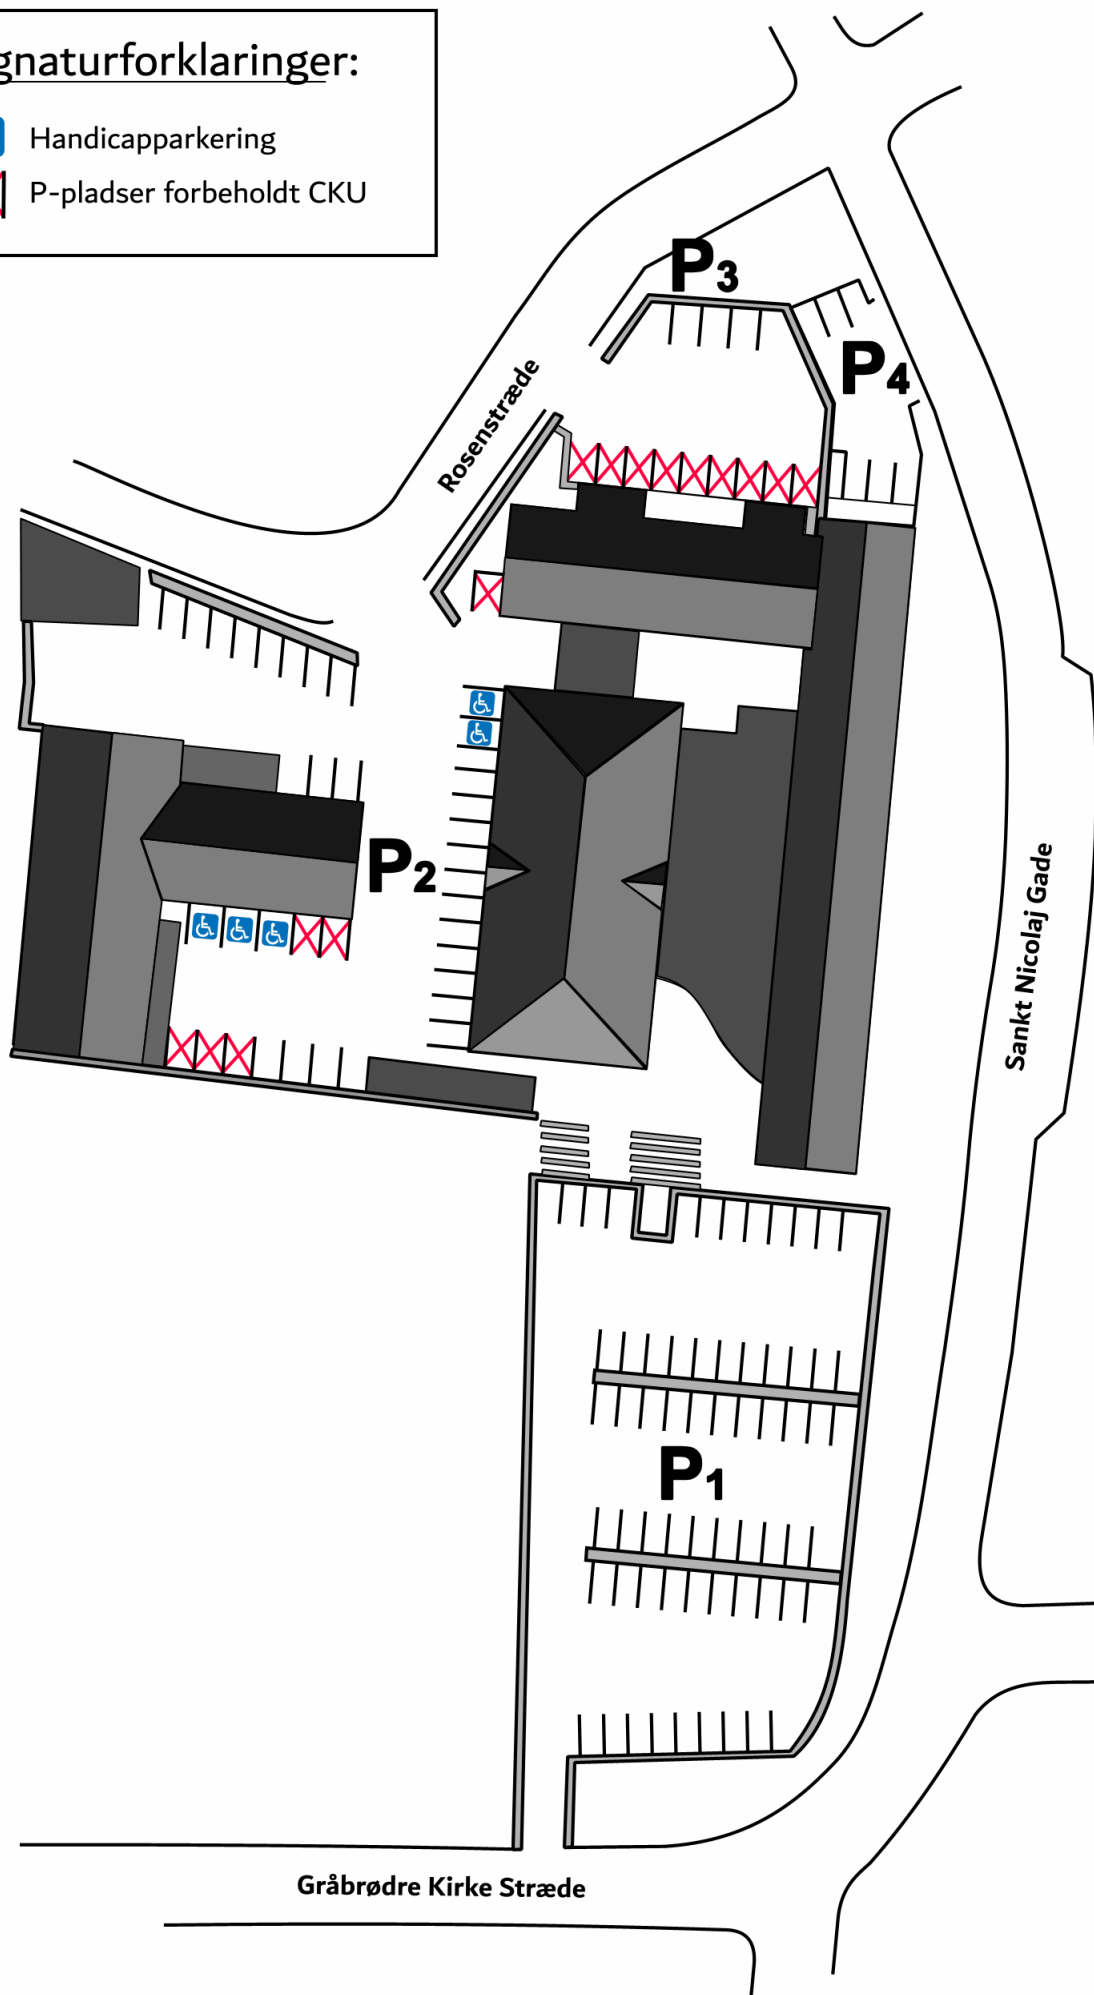 gnaturforklaringer:
Handicapparkering
P-pladser forbeholdt CKU
P3
P4
Rosenstræde
P2
Sankt Nicolaj Gade
P1
Gråbrødre Kirke Stræde